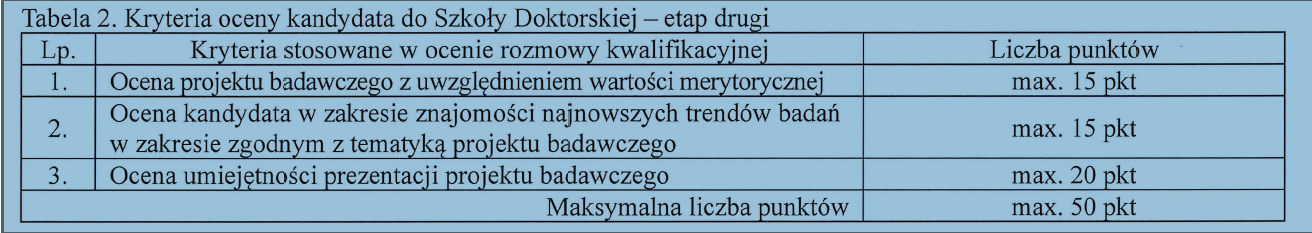 Tabela 2. Kryteria oceny kandydata do Szkoły Doktorskiej – etap drugi
Lp. Kryteria stosowane w ocenie rozmowy kwalifikacyjnej Liczba punktów
1. Ocena projektu badawczego z uwzględnieniem wartości merytorycznej max. 15 pkt
2. Ocena kandydata w zakresie znajomości najnowszych trendów badań
w zakresie zgodnym z tematyką projektu badawczego max. 15 pkt
3. Ocena umiejętności prezentacji projektu badawczego max. 20 pkt
Maksymalna liczba punktów max. 50 pkt